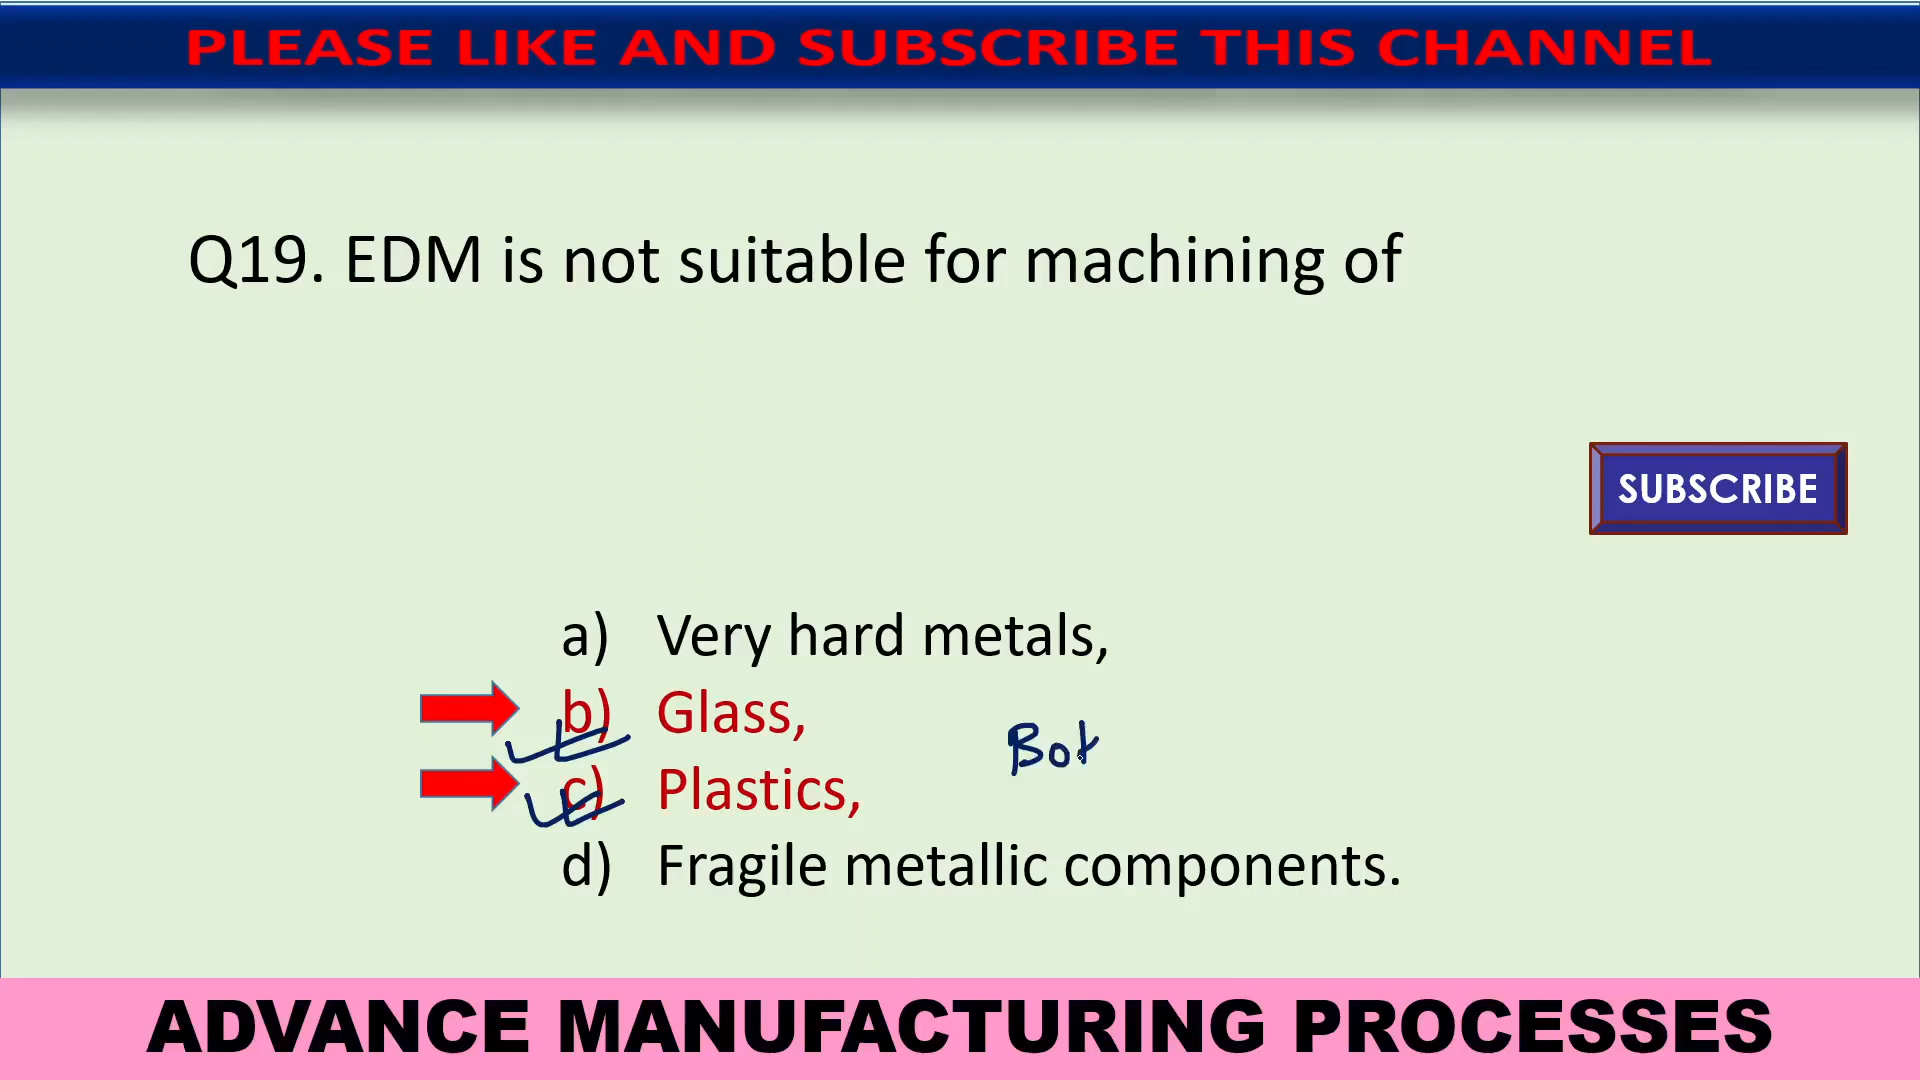 PLEASE LIKE AND SUBSCRIBE THIS CHANNEL
Q19. EDM is not suitable for machining of
SUBSCRIBE
a) Very hard metals,
b) Glass,
Bot
c) Plastics,
d) Fragile metallic components.
ADVANCE MANUFACTURING PROCESSES